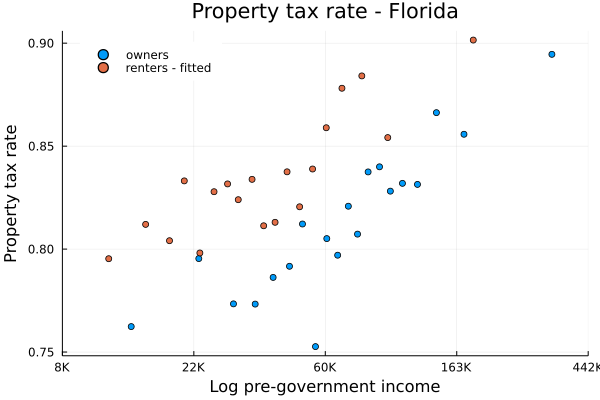 Property tax rate - Florida
owners
renters - fitted
Property tax rate
0.90
0.85
0.80
0.75
8K 22K 60K 163K 442K
Log pre-government income